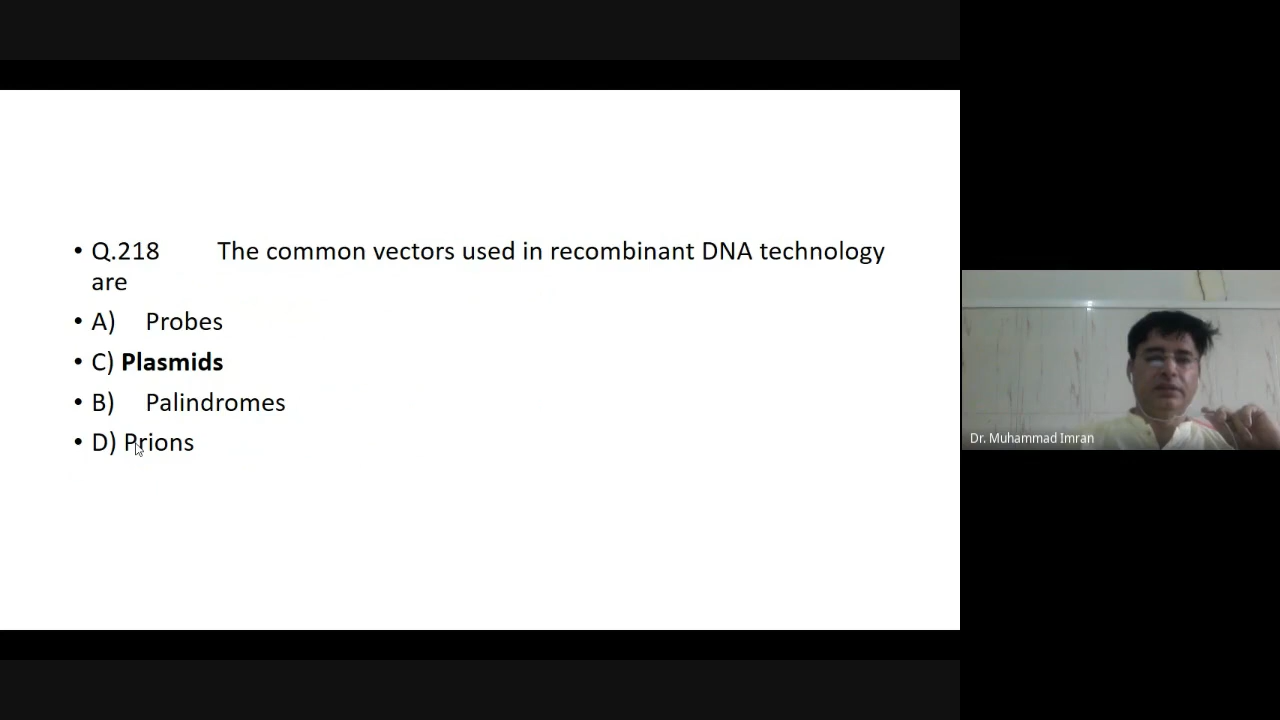 • Q.218 The common vectors used in recombinant DNA technology
are
• A) Probes
• C) Plasmids
• B) Palindromes
• D) Prions
Dr. Muhammad Imran